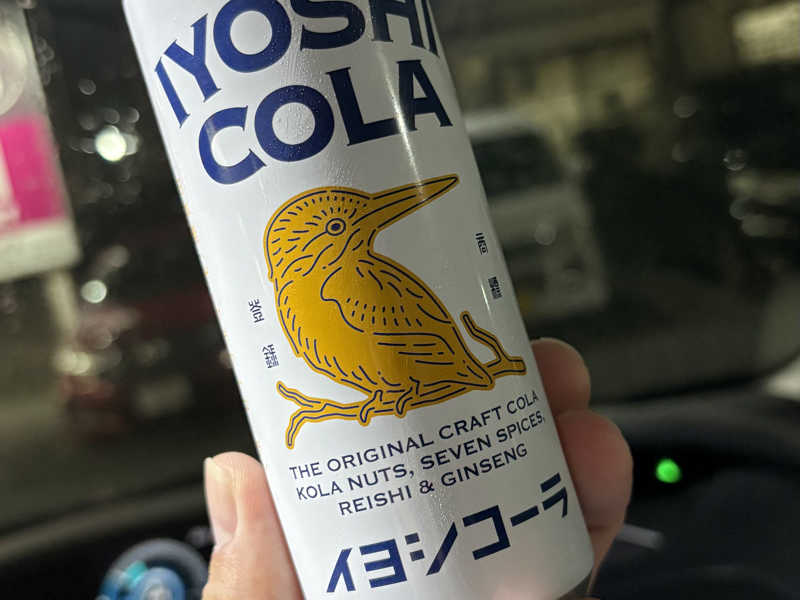 IYOSHI
COLA
THE ORIGINAL CRAFT COLA
KOLA NUTS, SEVEN SPICES,
REISHI & GINSENG
イヨシコーラ